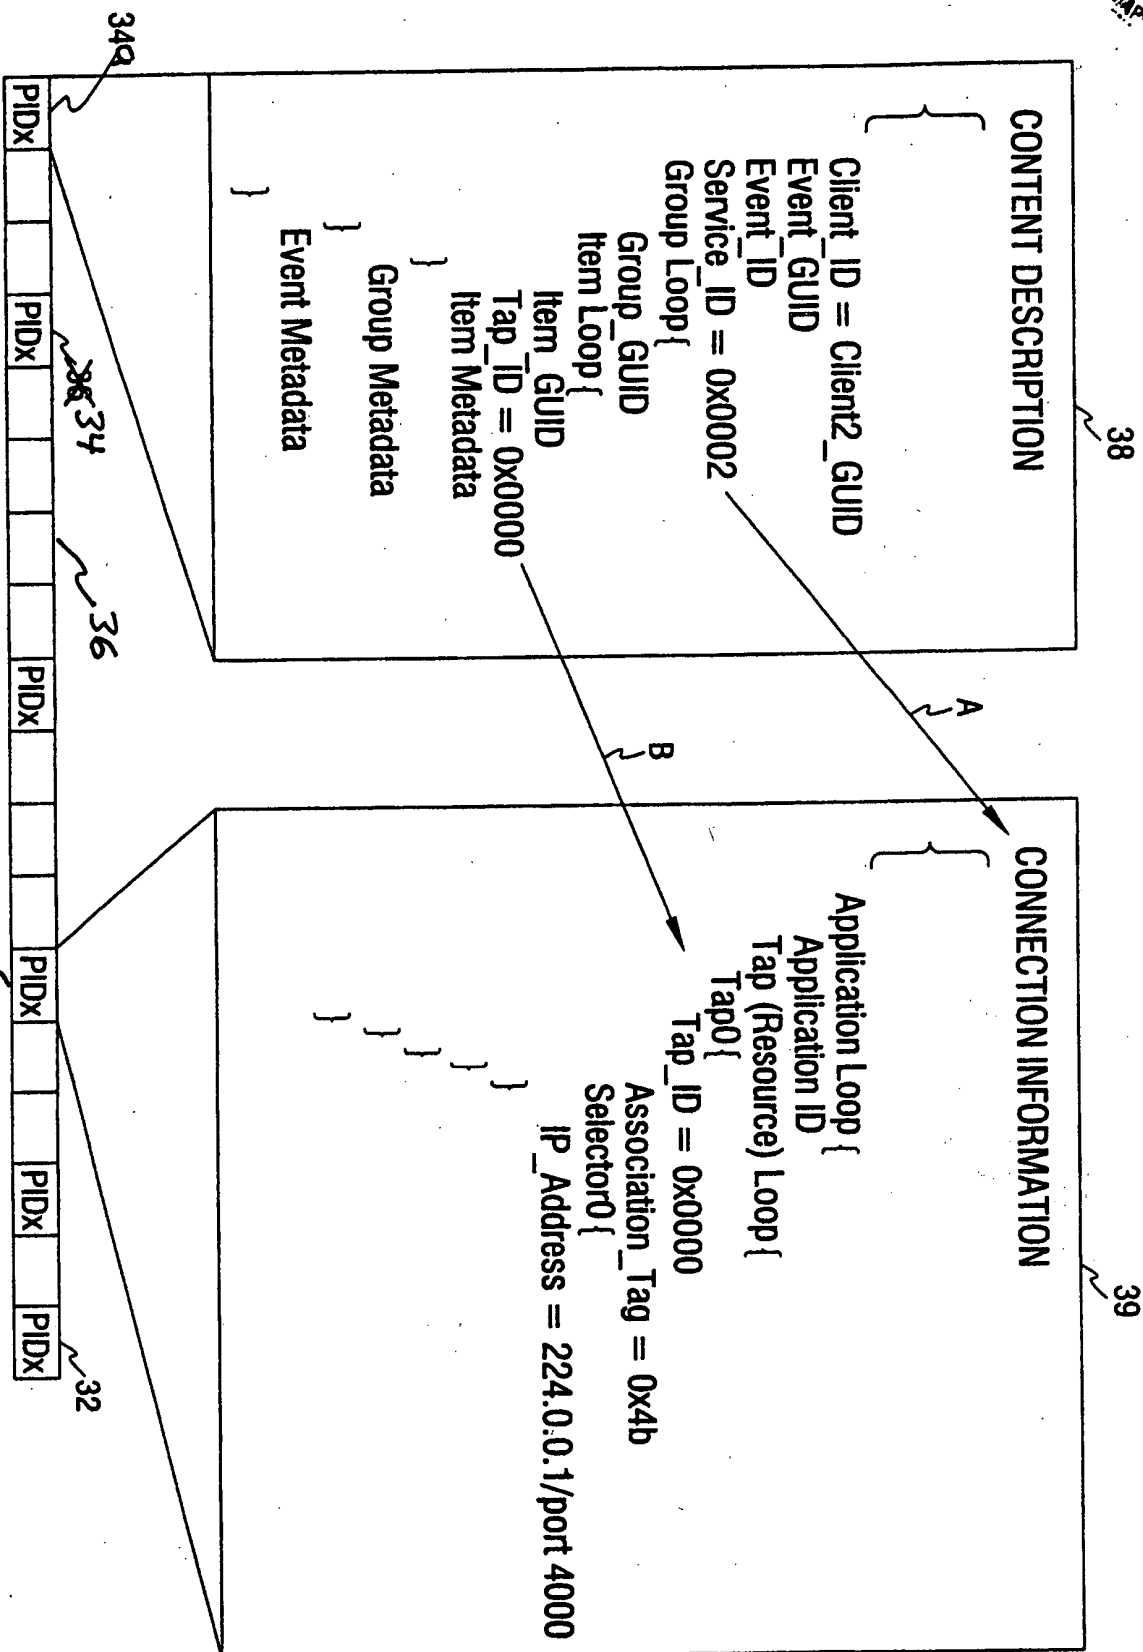 38
CONTENT DESCRIPTION
{
Client_ID = Client2_GUID
Event_GUID
Event_ID
Service_ID = 0x0002
Group Loop{
Group_GUID
Item Loop{
Item_GUID
Tap_ID = 0x0000
Item Metadata
}
Group Metadata
}
Event Metadata
}
A
B
39
CONNECTION INFORMATION
{
Application Loop {
Application ID
Tap (Resource) Loop{
Tap0{
Tap_ID = 0x0000
Association_Tag = 0x4b
Selector0{
IP_Address = 224.0.0.1/port 4000
}
}
}
}
}
34a
34
36
32
PIDx
PIDx
PIDx
PIDx
PIDx
PIDx